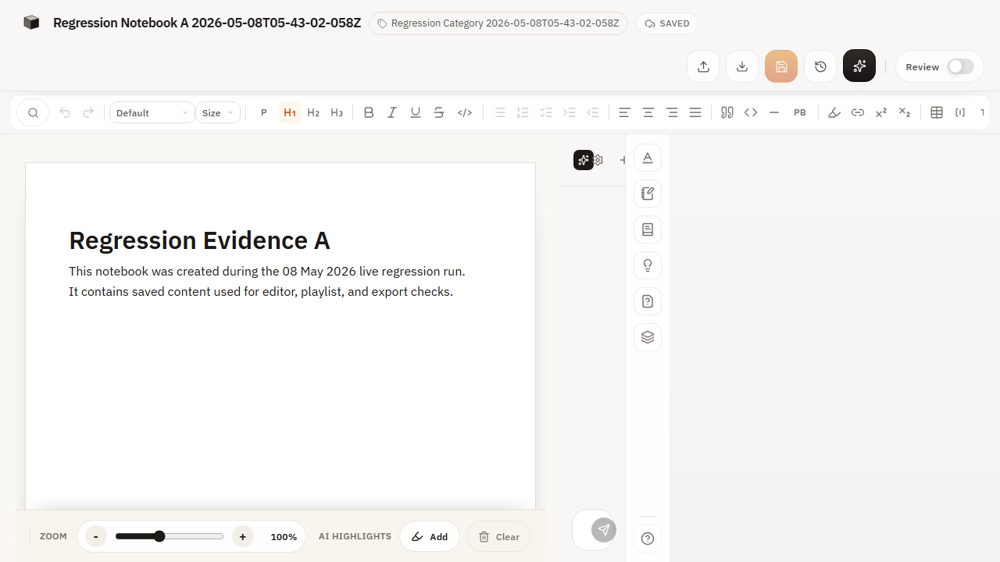 Regression Notebook A 2026-05-08T05-43-02-058Z
Regression Category 2026-05-08T05-43-02-058Z
SAVED
Review
Default
Size
P
H1
H2
H3
B
I
U
S
</>
PB
x²
x₂
T
Regression Evidence A
This notebook was created during the 08 May 2026 live regression run.
It contains saved content used for editor, playlist, and export checks.
ZOOM
-
+
100%
AI HIGHLIGHTS
Add
Clear